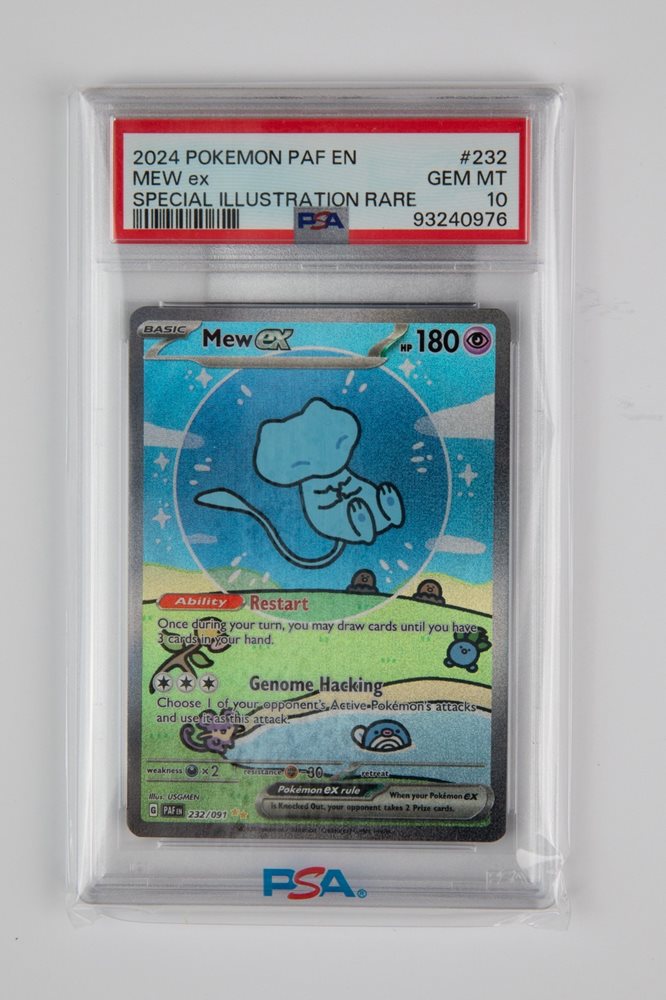 2024 POKEMON PAF EN #232
MEW ex GEM MT
SPECIAL ILLUSTRATION RARE 10
PSA 93240976
BASIC Mew ex HP 180
Ability Restart
Once during your turn, you may draw cards until you have
3 cards in your hand.
Genome Hacking
Choose 1 of your opponent's Active Pokémon's attacks
and use it as this attack.
weakness ×2 resistance -30 retreat
Illus. USGMEN
Pokémon ex rule When your Pokémon ex
is Knocked Out, your opponent takes 2 Prize cards.
G PAF EN 232/091
PSA®